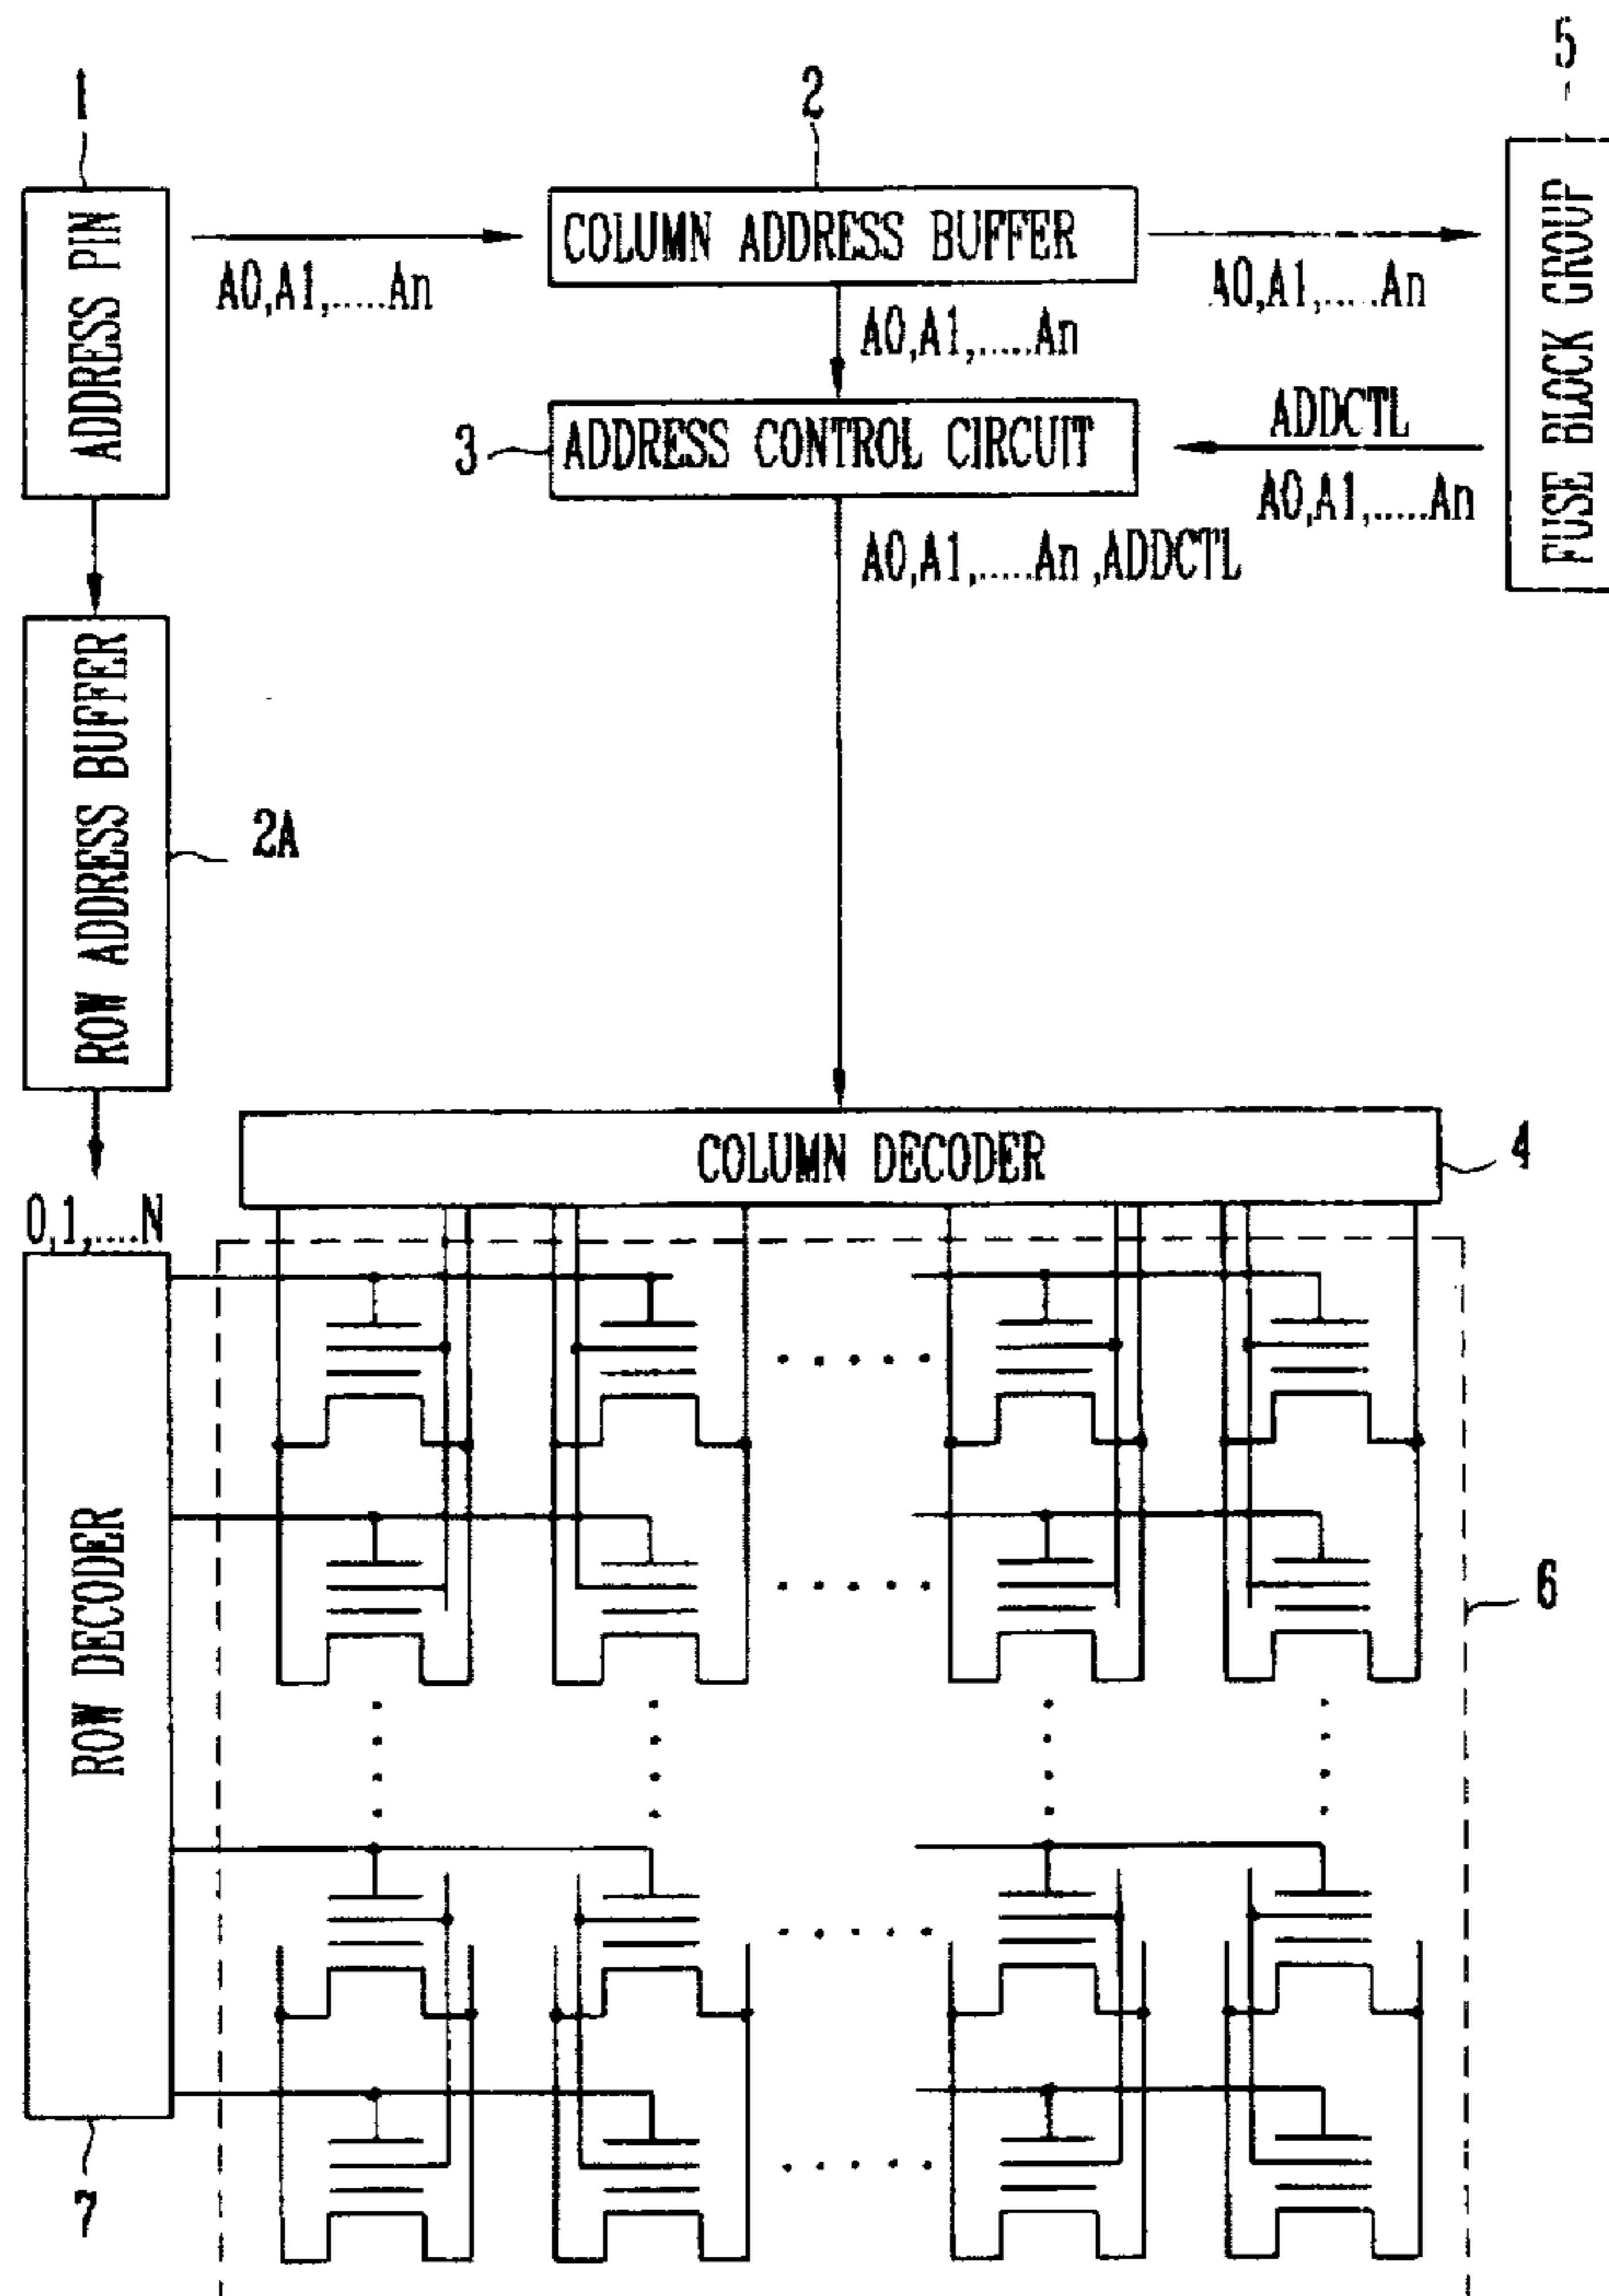 1
2
5
ADDRESS PIN
A0,A1,.....An
COLUMN ADDRESS BUFFER
A0,A1,.....An
A0,A1,.....An
FUSE BLOCK GROUP
3
ADDRESS CONTROL CIRCUIT
ADDCTL
A0,A1,.....An
A0,A1,.....An ,ADDCTL
ROW ADDRESS BUFFER
2A
COLUMN DECODER
4
0,1,....N
ROW DECODER
6
7